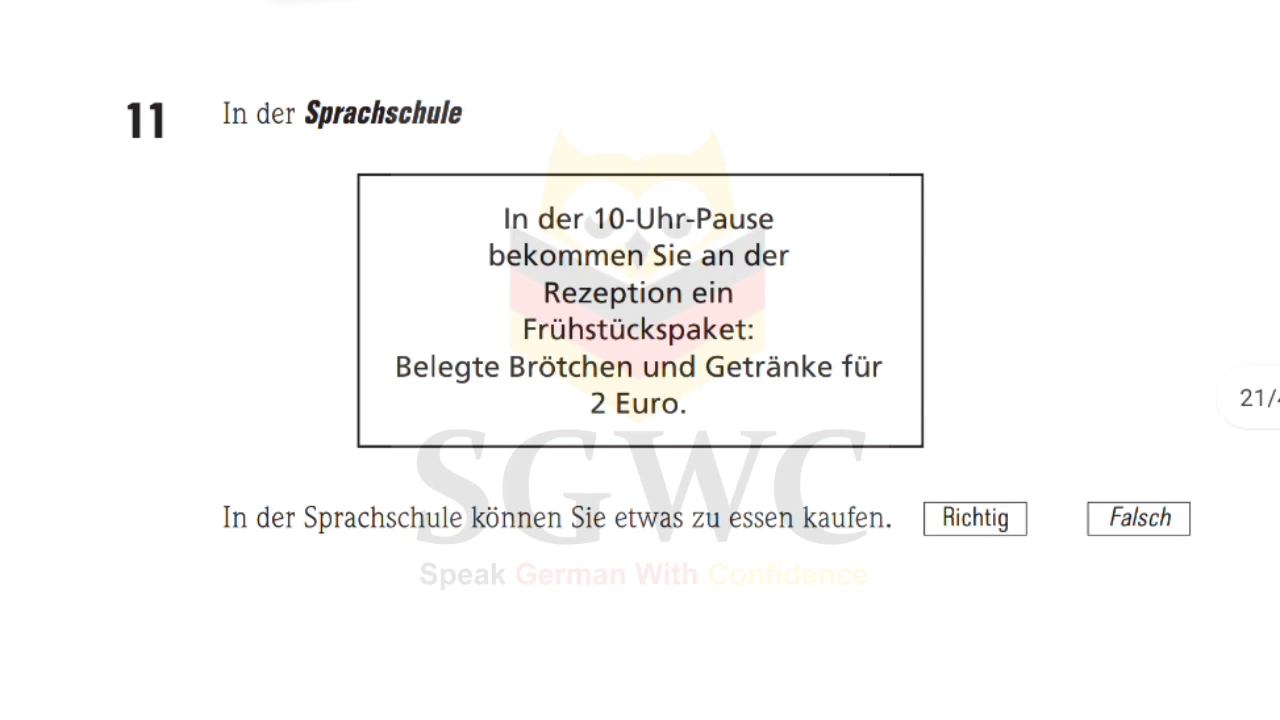 11 In der Sprachschule
In der 10-Uhr-Pause
bekommen Sie an der
Rezeption ein
Frühstückspaket:
Belegte Brötchen und Getränke für
2 Euro.
21/
SGWC
In der Sprachschule können Sie etwas zu essen kaufen. Richtig Falsch
Speak German With Confidence